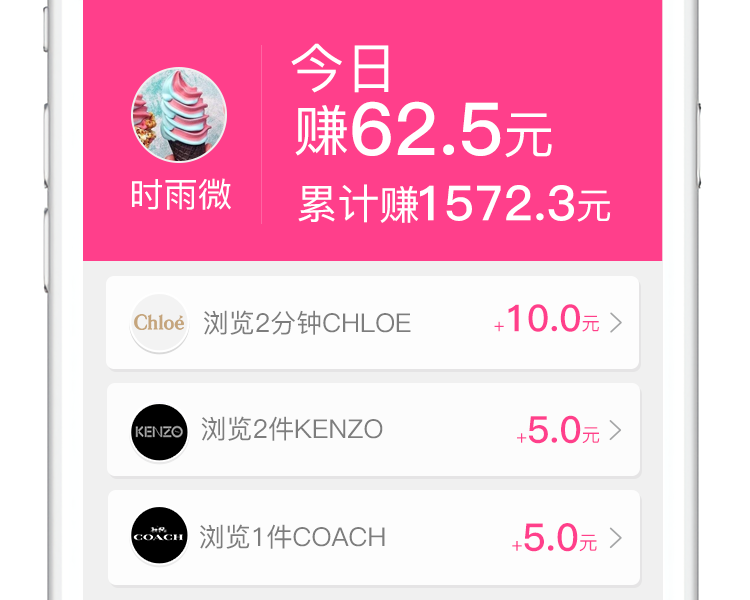 今日
赚62.5元
时雨微
累计赚1572.3元
Chloé
浏览2分钟CHLOE
+10.0元
KENZO
浏览2件KENZO
+5.0元
COACH
浏览1件COACH
+5.0元